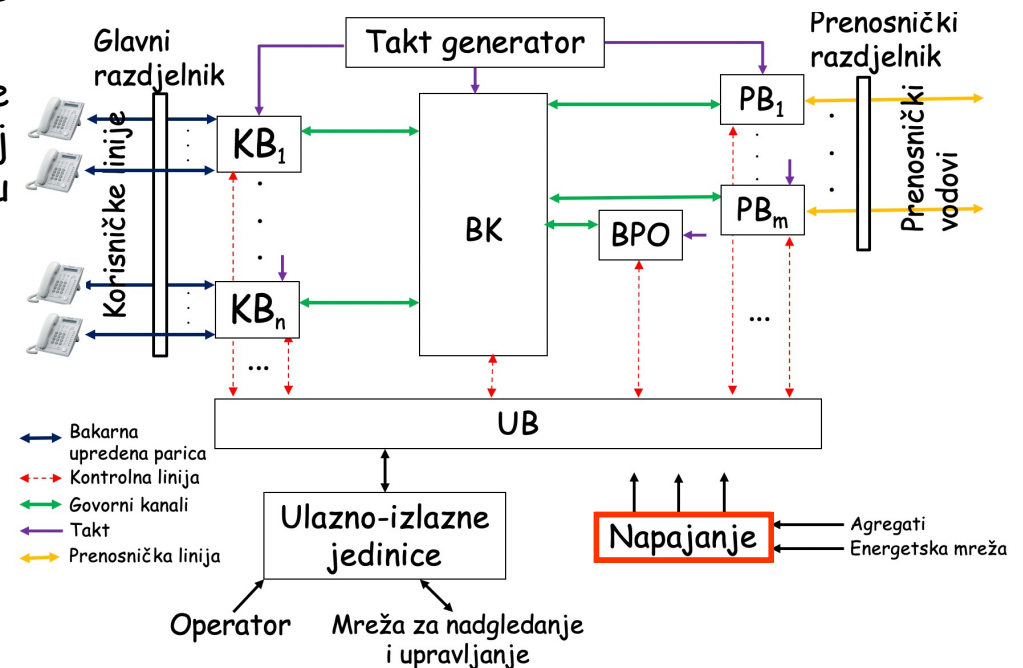 Glavni
razdjelnik
Takt generator
Prenosnički
razdjelnik
Korisničke linije
KB1
.
.
.
KBn
...
BK
PB1
PBm
BPO
...
Prenosnički
vodovi
UB
Bakarna
upredena parica
Kontrolna linija
Govorni kanali
Takt
Prenosnička linija
Ulazno-izlazne
jedinice
Napajanje
Agregati
Energetska mreža
Operator
Mreža za nadgledanje
i upravljanje